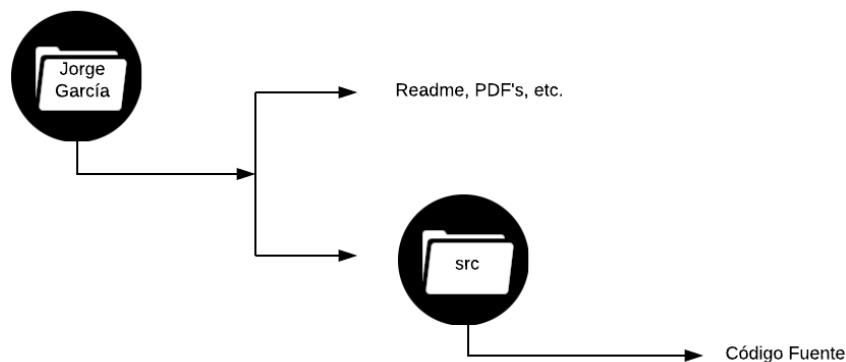 Jorge
García
Readme, PDF's, etc.
src
Código Fuente